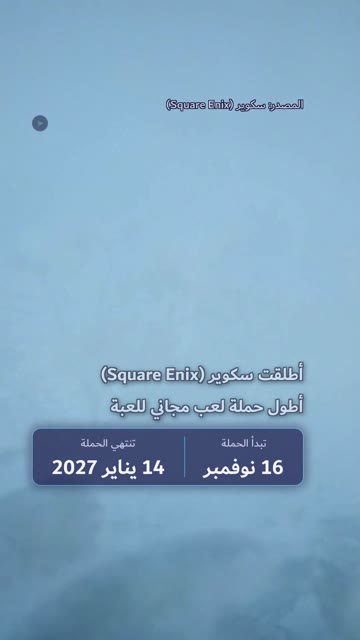 المصدر: سكوير (Square Enix)
أطلقت سكوير (Square Enix)
أطول حملة لعب مجاني للعبة
تبدأ الحملة
16 نوفمبر
تنتهي الحملة
14 يناير 2027